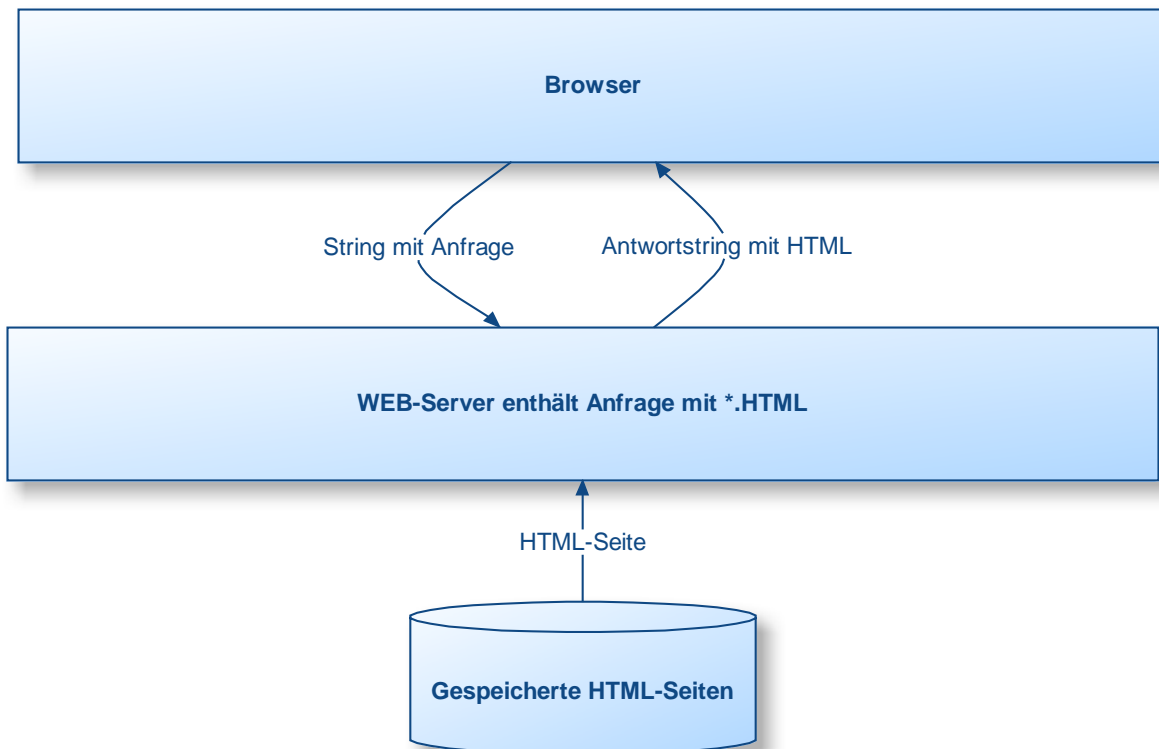 Browser
String mit Anfrage
Antwortstring mit HTML
WEB-Server enthält Anfrage mit *.HTML
HTML-Seite
Gespeicherte HTML-Seiten